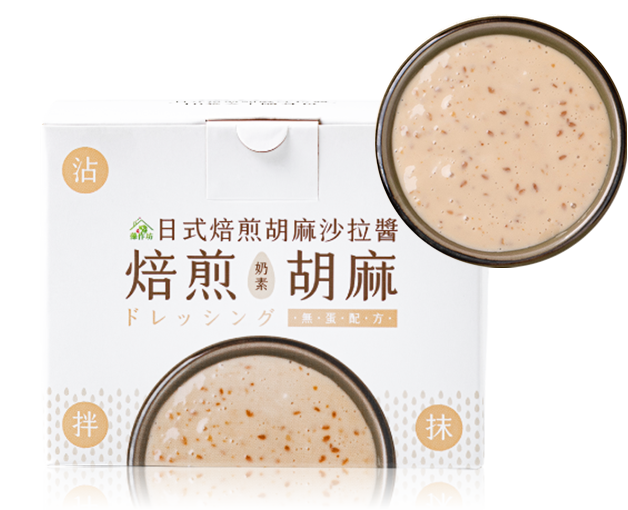 沾
日式焙煎胡麻沙拉醬
焙煎
奶素
胡麻
ドレッシング
無・蛋・配・方
拌
抹